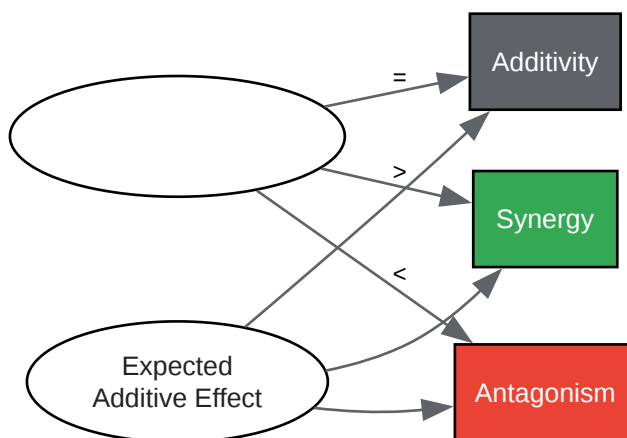 =
Additivity
>
Synergy
<
Expected
Additive Effect
Antagonism